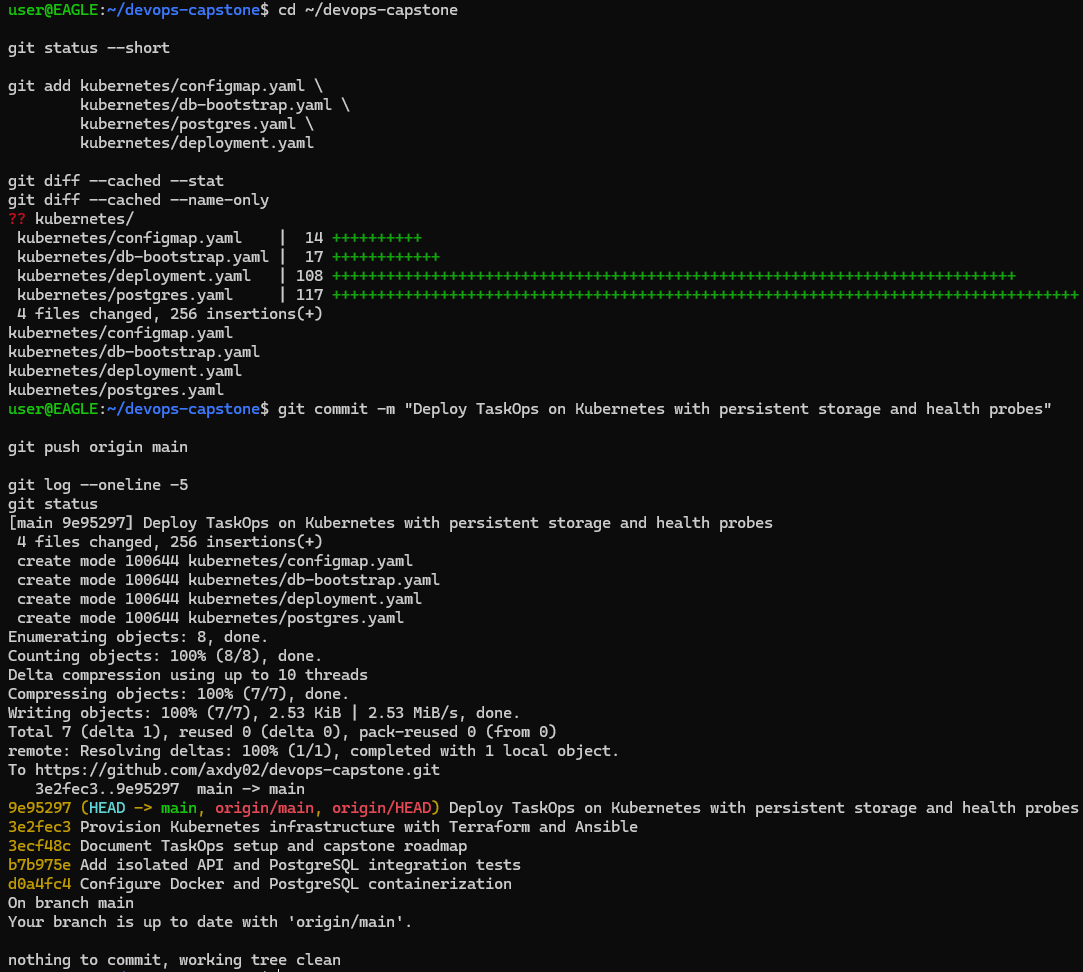 user@EAGLE:~/devops-capstone$ cd ~/devops-capstone
git status --short
git add kubernetes/configmap.yaml \
kubernetes/db-bootstrap.yaml \
kubernetes/postgres.yaml \
kubernetes/deployment.yaml
git diff --cached --stat
git diff --cached --name-only
?? kubernetes/
kubernetes/configmap.yaml    |  14 ++++++++++
kubernetes/db-bootstrap.yaml |  17 ++++++++++++
kubernetes/deployment.yaml   | 108 ++++++++++++++++++++++++++++++++++++++++++++++++++++++++++++++++++++++++++++
kubernetes/postgres.yaml     | 117 +++++++++++++++++++++++++++++++++++++++++++++++++++++++++++++++++++++++++++++++++++
4 files changed, 256 insertions(+)
kubernetes/configmap.yaml
kubernetes/db-bootstrap.yaml
kubernetes/deployment.yaml
kubernetes/postgres.yaml
user@EAGLE:~/devops-capstone$ git commit -m "Deploy TaskOps on Kubernetes with persistent storage and health probes"
git push origin main
git log --oneline -5
git status
[main 9e95297] Deploy TaskOps on Kubernetes with persistent storage and health probes
4 files changed, 256 insertions(+)
create mode 100644 kubernetes/configmap.yaml
create mode 100644 kubernetes/db-bootstrap.yaml
create mode 100644 kubernetes/deployment.yaml
create mode 100644 kubernetes/postgres.yaml
Enumerating objects: 8, done.
Counting objects: 100% (8/8), done.
Delta compression using up to 10 threads
Compressing objects: 100% (7/7), done.
Writing objects: 100% (7/7), 2.53 KiB | 2.53 MiB/s, done.
Total 7 (delta 1), reused 0 (delta 0), pack-reused 0 (from 0)
remote: Resolving deltas: 100% (1/1), completed with 1 local object.
To https://github.com/axdy02/devops-capstone.git
3e2fec3..9e95297  main -> main
9e95297 (HEAD -> main, origin/main, origin/HEAD) Deploy TaskOps on Kubernetes with persistent storage and health probes
3e2fec3 Provision Kubernetes infrastructure with Terraform and Ansible
3ecf48c Document TaskOps setup and capstone roadmap
b7b975e Add isolated API and PostgreSQL integration tests
d0a4fc4 Configure Docker and PostgreSQL containerization
On branch main
Your branch is up to date with 'origin/main'.
nothing to commit, working tree clean